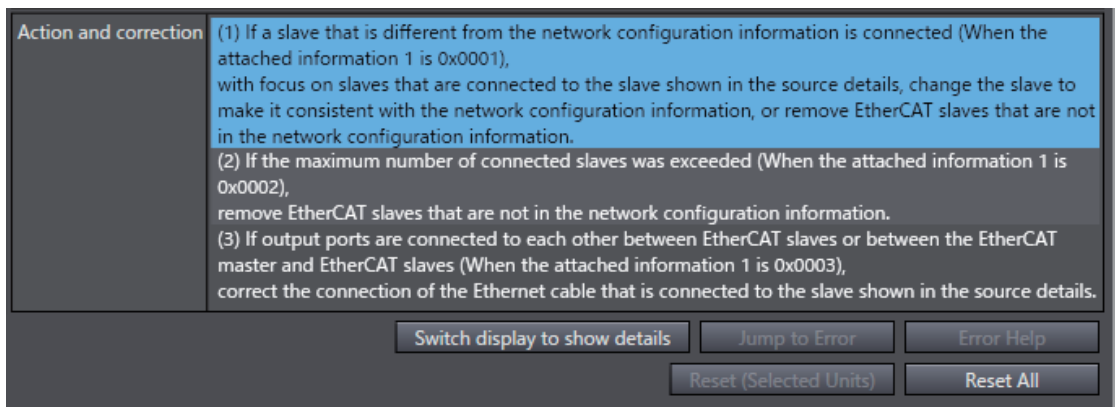 Action and correction
(1) If a slave that is different from the network configuration information is connected (When the
attached information 1 is 0x0001),
with focus on slaves that are connected to the slave shown in the source details, change the slave to
make it consistent with the network configuration information, or remove EtherCAT slaves that are not
in the network configuration information.
(2) If the maximum number of connected slaves was exceeded (When the attached information 1 is
0x0002),
remove EtherCAT slaves that are not in the network configuration information.
(3) If output ports are connected to each other between EtherCAT slaves or between the EtherCAT
master and EtherCAT slaves (When the attached information 1 is 0x0003),
correct the connection of the Ethernet cable that is connected to the slave shown in the source details.
Switch display to show details Jump to Error Error Help
Reset (Selected Units) Reset All